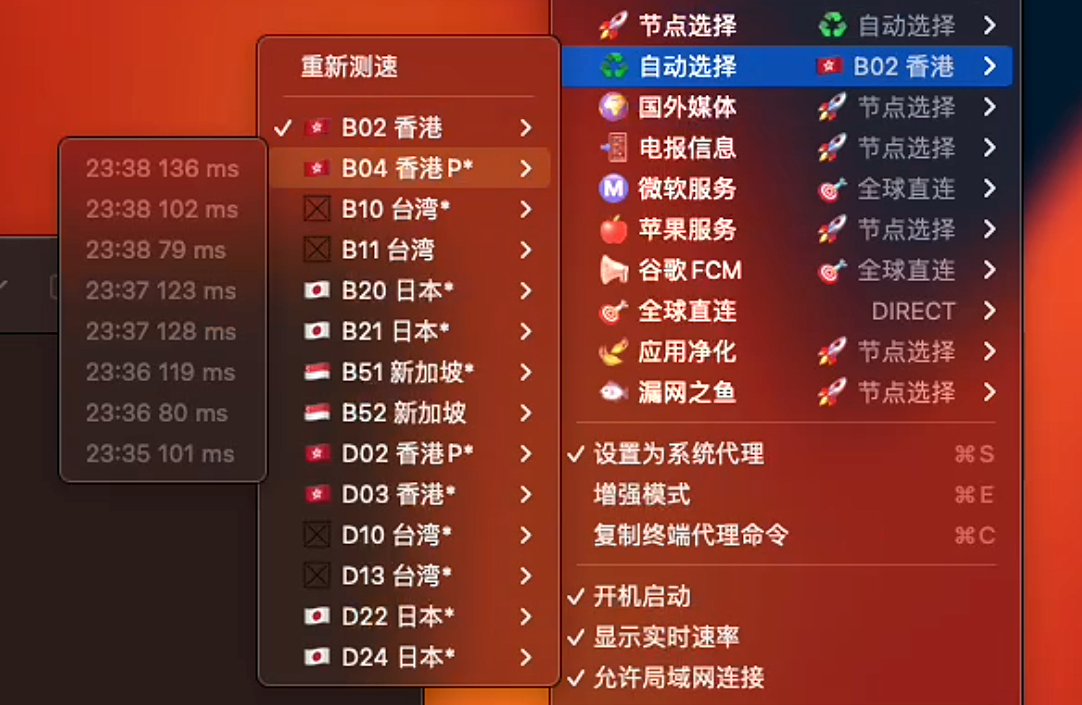 节点选择 自动选择
自动选择 B02 香港
国外媒体 节点选择
电报信息 节点选择
微软服务 全球直连
苹果服务 节点选择
谷歌FCM 全球直连
全球直连 DIRECT
应用净化 节点选择
漏网之鱼 节点选择
设置为系统代理 ⌘S
增强模式 ⌘E
复制终端代理命令 ⌘C
开机启动
显示实时速率
允许局域网连接
重新测速
B02 香港
B04 香港P*
B10 台湾*
B11 台湾
B20 日本*
B21 日本*
B51 新加坡*
B52 新加坡
D02 香港P*
D03 香港*
D10 台湾*
D13 台湾*
D22 日本*
D24 日本*
23:38 136 ms
23:38 102 ms
23:38 79 ms
23:37 123 ms
23:37 128 ms
23:36 119 ms
23:36 80 ms
23:35 101 ms